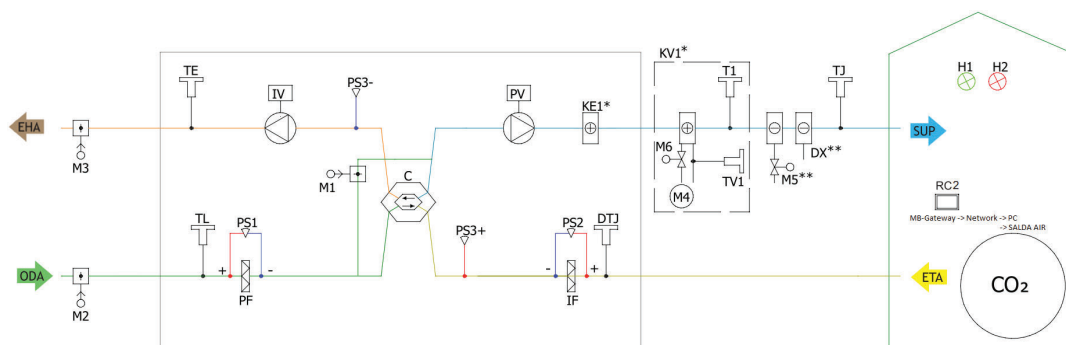 KV1*
H1
H2
TE
IV
PS3-
PV
KE1*
T1
TJ
EHA
SUP
M3
M1
C
M6
M4
TV1
DX**
M5**
RC2
MB-Gateway -> Network -> PC
-> SALDA AIR
TL
PS1
PS3+
PS2
DTJ
ODA
+
-
-
+
ETA
M2
PF
IF
CO₂